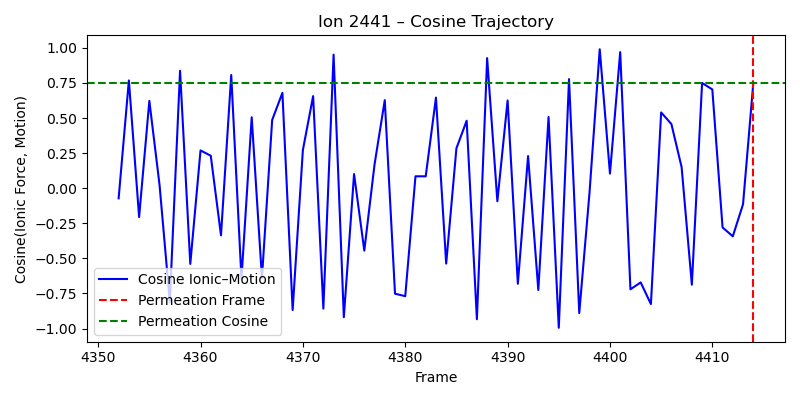 Ion 2441 – Cosine Trajectory
Cosine(Ionic Force, Motion)
1.00
0.75
0.50
0.25
0.00
−0.25
−0.50
−0.75
−1.00
Cosine Ionic–Motion
Permeation Frame
Permeation Cosine
4350
4360
4370
4380
4390
4400
4410
Frame